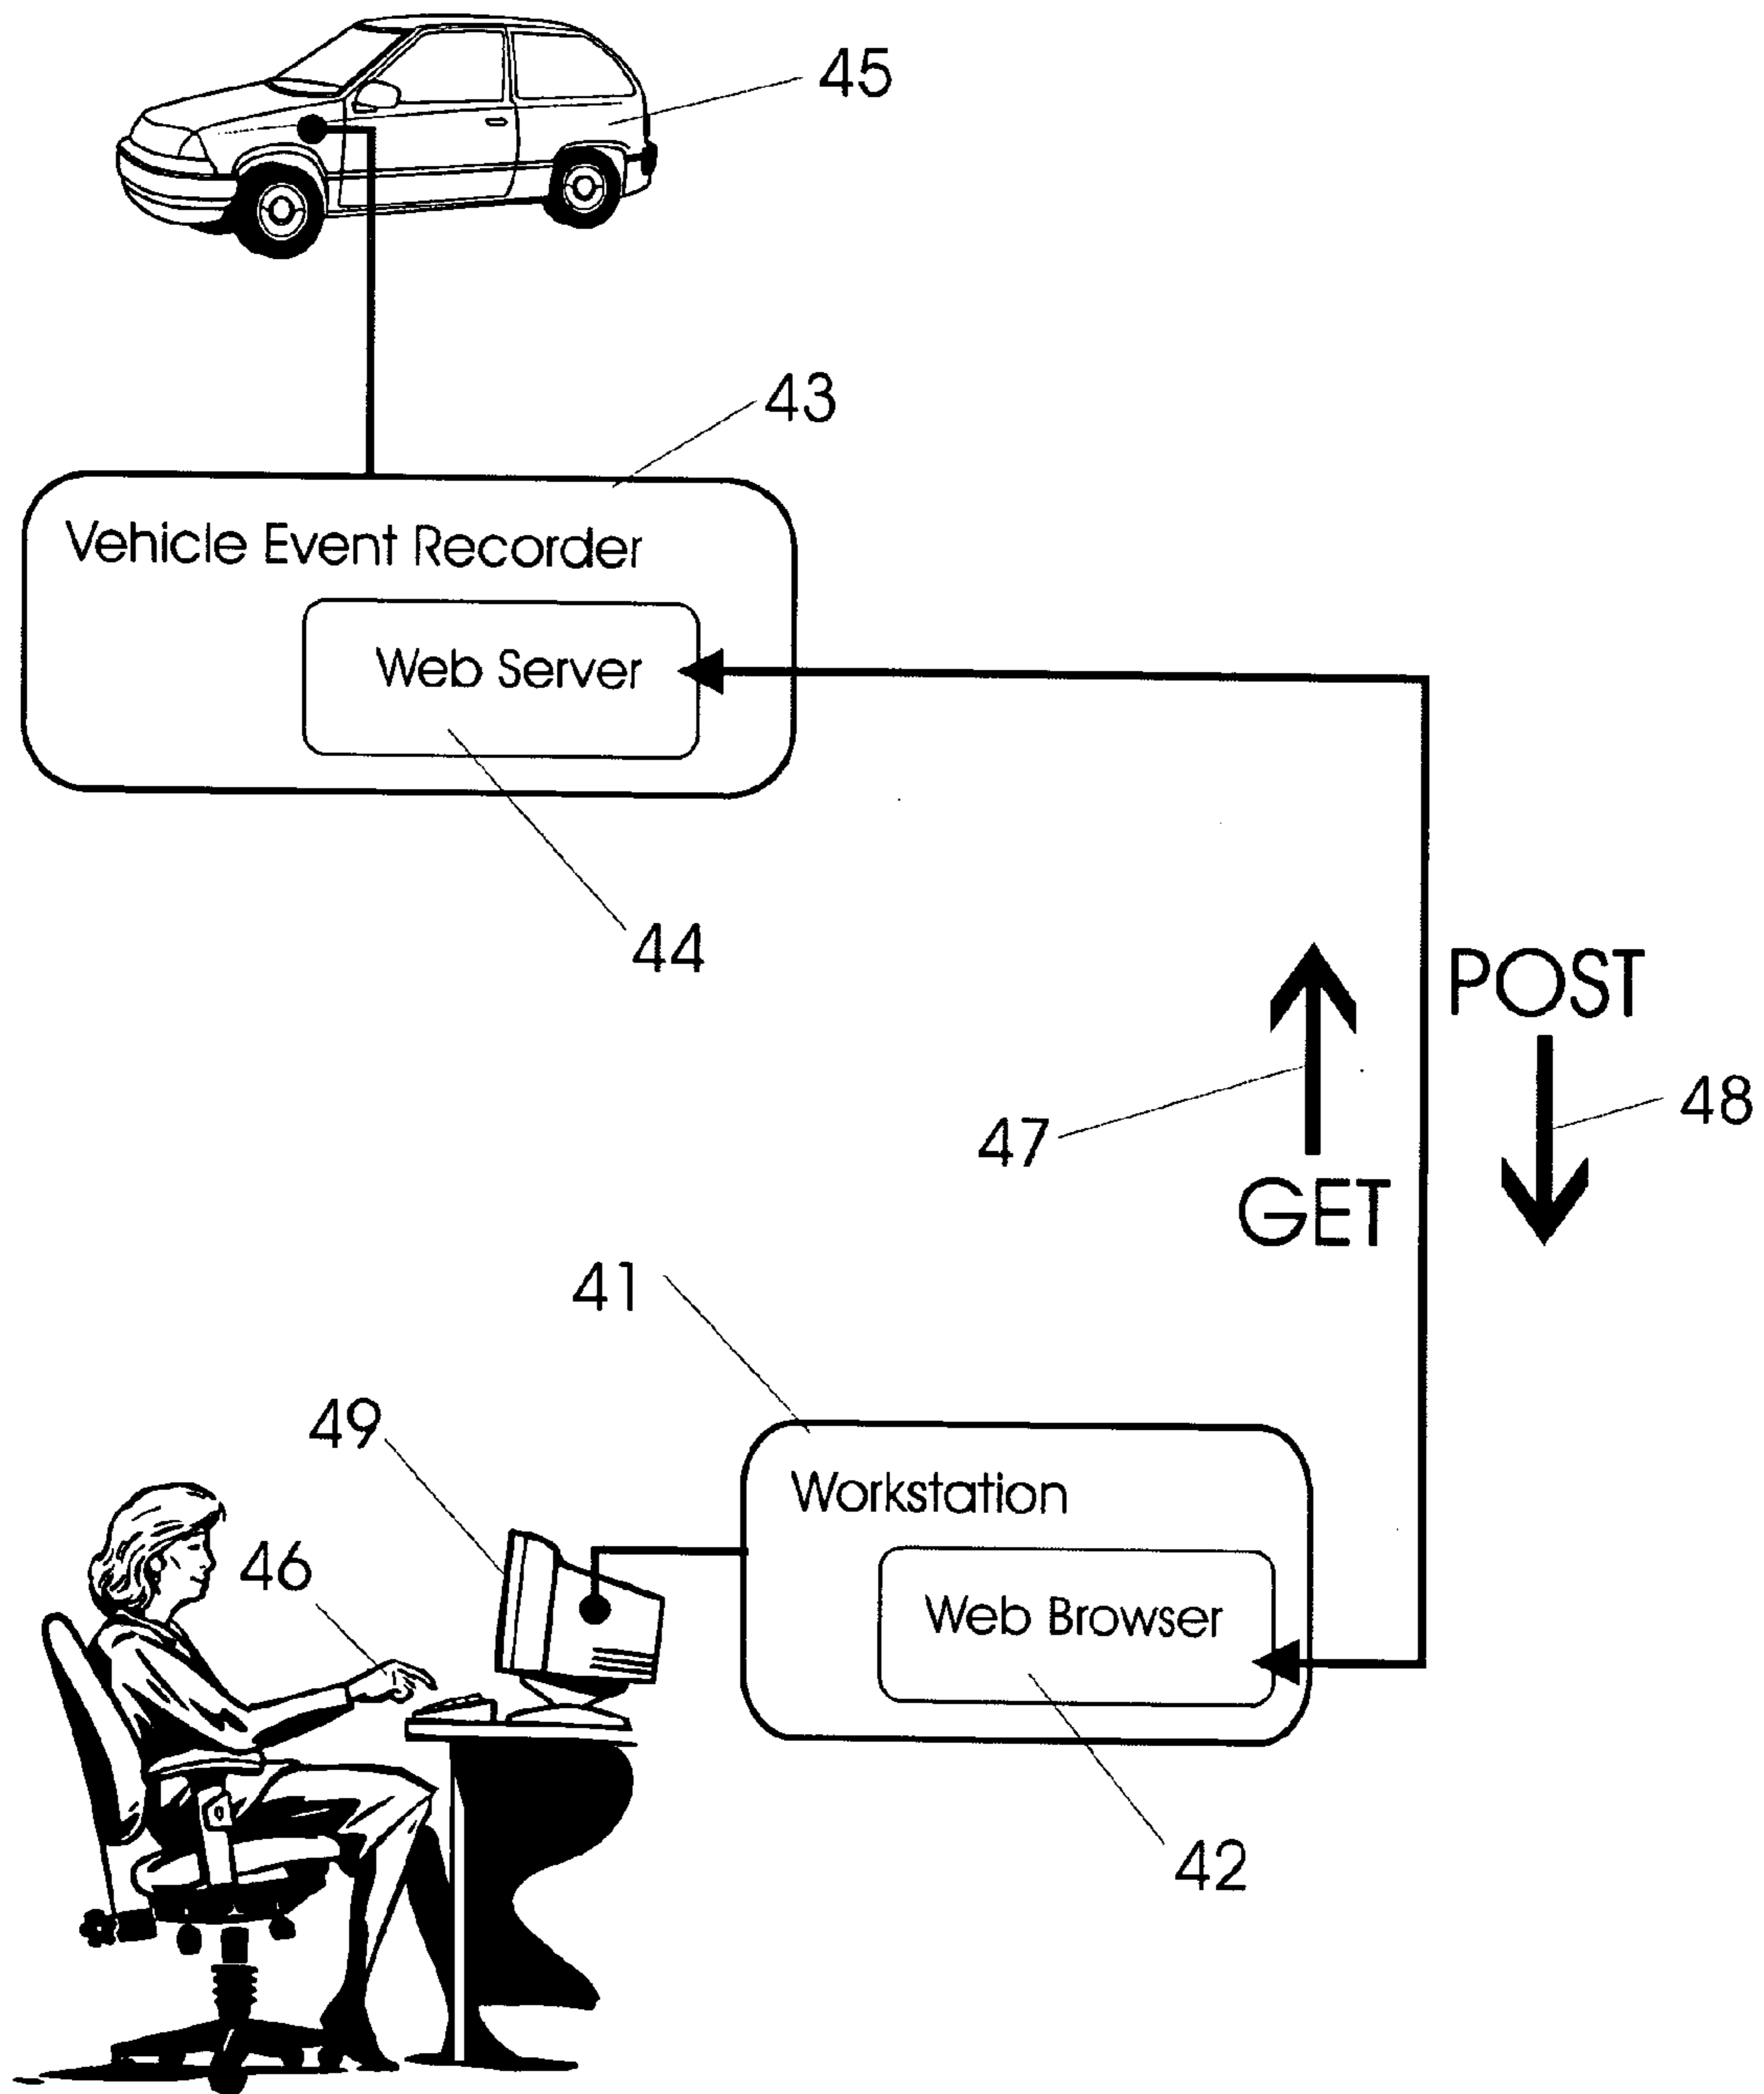 45
43
Vehicle Event Recorder
Web Server
44
POST
47
48
GET
41
49
Workstation
46
Web Browser
42